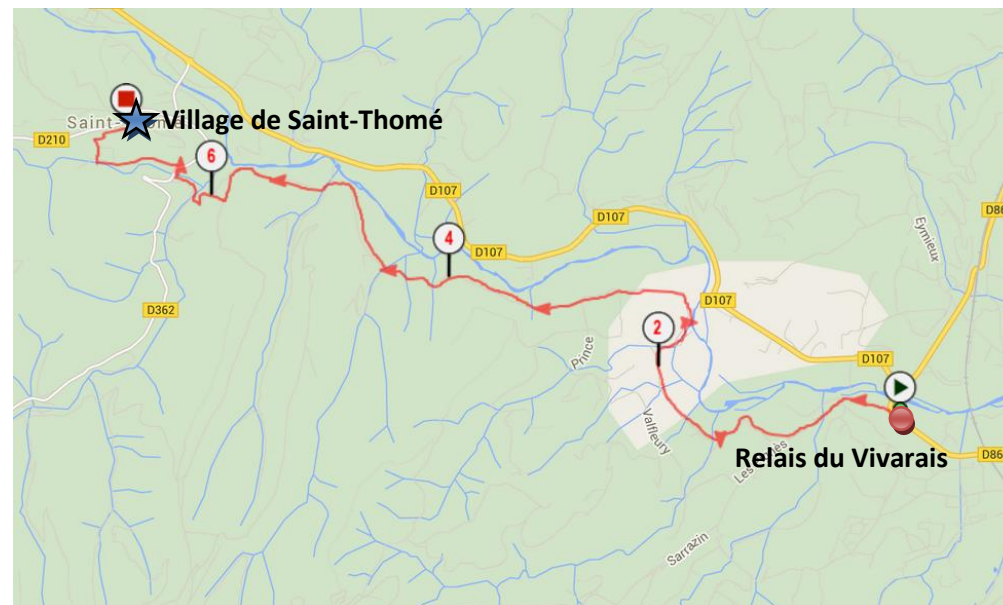 Village de Saint-Thomé
D210
6
D107
D107
D86
Eymieux
4
D107
D362
D107
2
Prince
D107
Valfleury
Relais du Vivarais
D86
Sarrazin